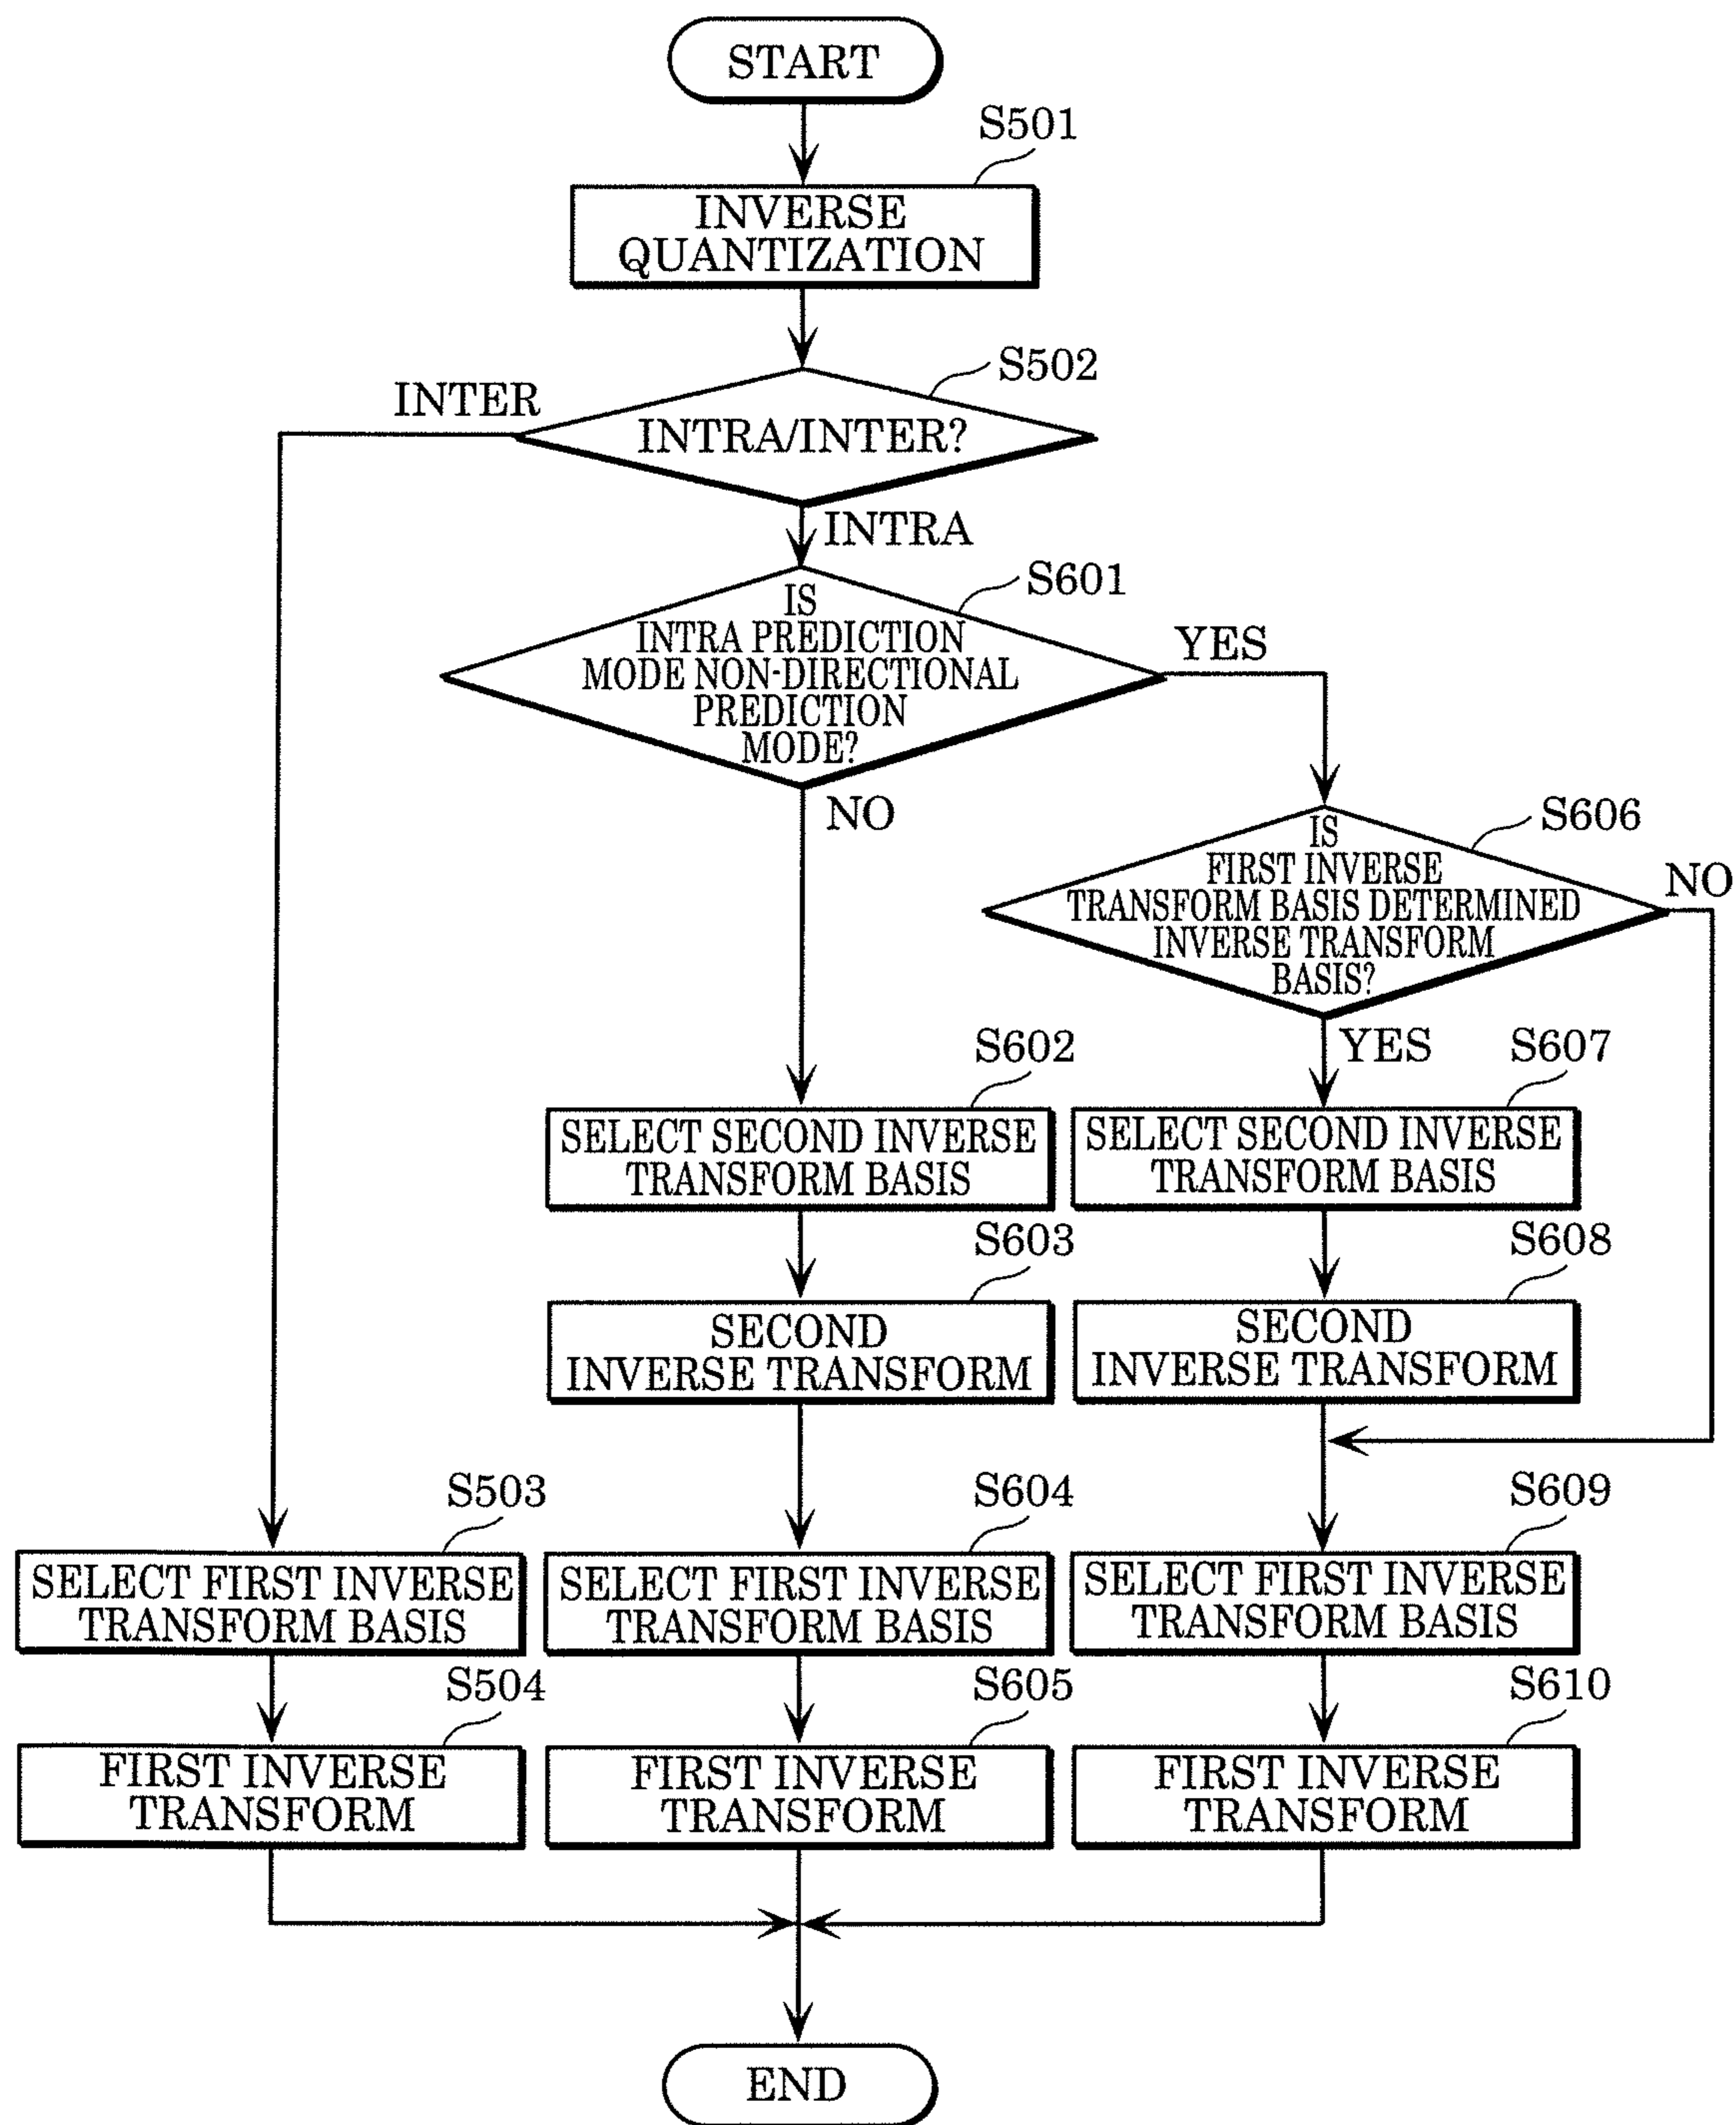 START
S501
INVERSE
QUANTIZATION
S502
INTER
INTRA/INTER?
INTRA
S601
IS
INTRA PREDICTION
MODE NON-DIRECTIONAL
PREDICTION
MODE?
YES
NO
S606
IS
FIRST INVERSE
TRANSFORM BASIS DETERMINED
INVERSE TRANSFORM
BASIS?
NO
YES
S602
SELECT SECOND INVERSE
TRANSFORM BASIS
S607
SELECT SECOND INVERSE
TRANSFORM BASIS
S603
SECOND
INVERSE TRANSFORM
S608
SECOND
INVERSE TRANSFORM
S503
SELECT FIRST INVERSE
TRANSFORM BASIS
S604
SELECT FIRST INVERSE
TRANSFORM BASIS
S609
SELECT FIRST INVERSE
TRANSFORM BASIS
S504
FIRST INVERSE
TRANSFORM
S605
FIRST INVERSE
TRANSFORM
S610
FIRST INVERSE
TRANSFORM
END